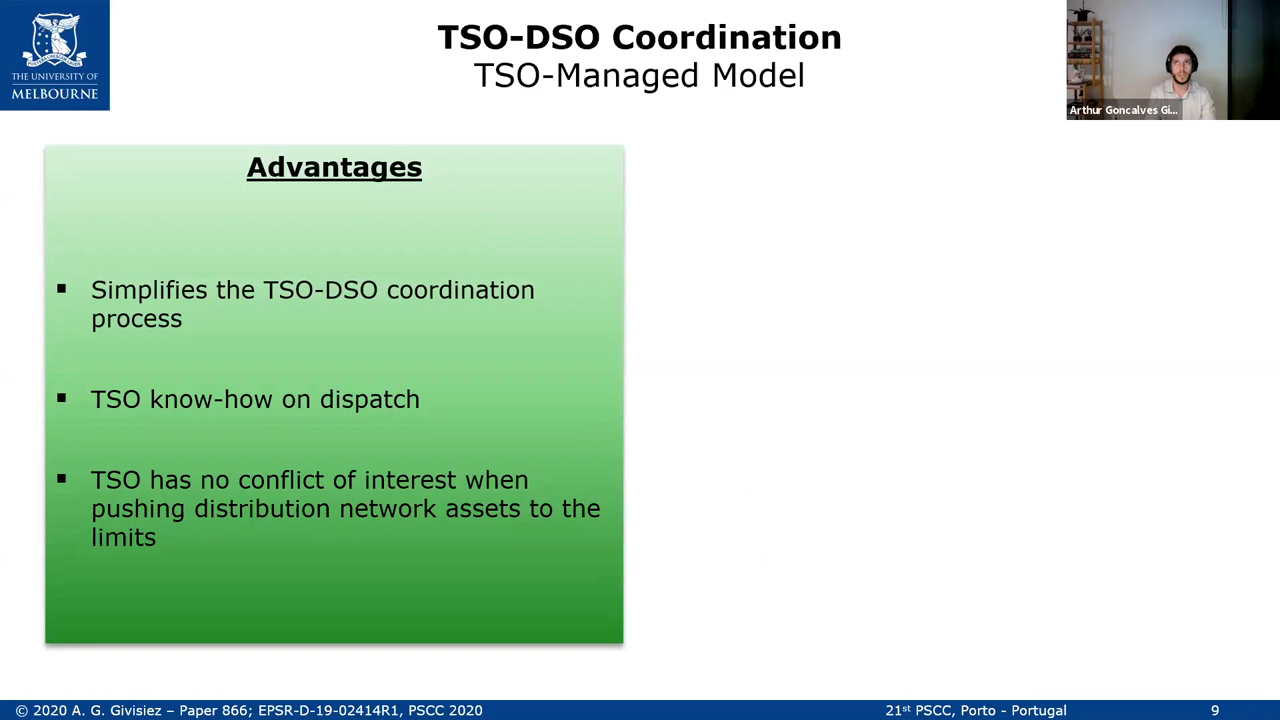 TSO-DSO Coordination
TSO-Managed Model
THE UNIVERSITY OF
MELBOURNE
Arthur Goncalves Gi...
Advantages
▪ Simplifies the TSO-DSO coordination
process
▪ TSO know-how on dispatch
▪ TSO has no conflict of interest when
pushing distribution network assets to the
limits
© 2020 A. G. Givisiez – Paper 866; EPSR-D-19-02414R1, PSCC 2020
21st PSCC, Porto - Portugal
9